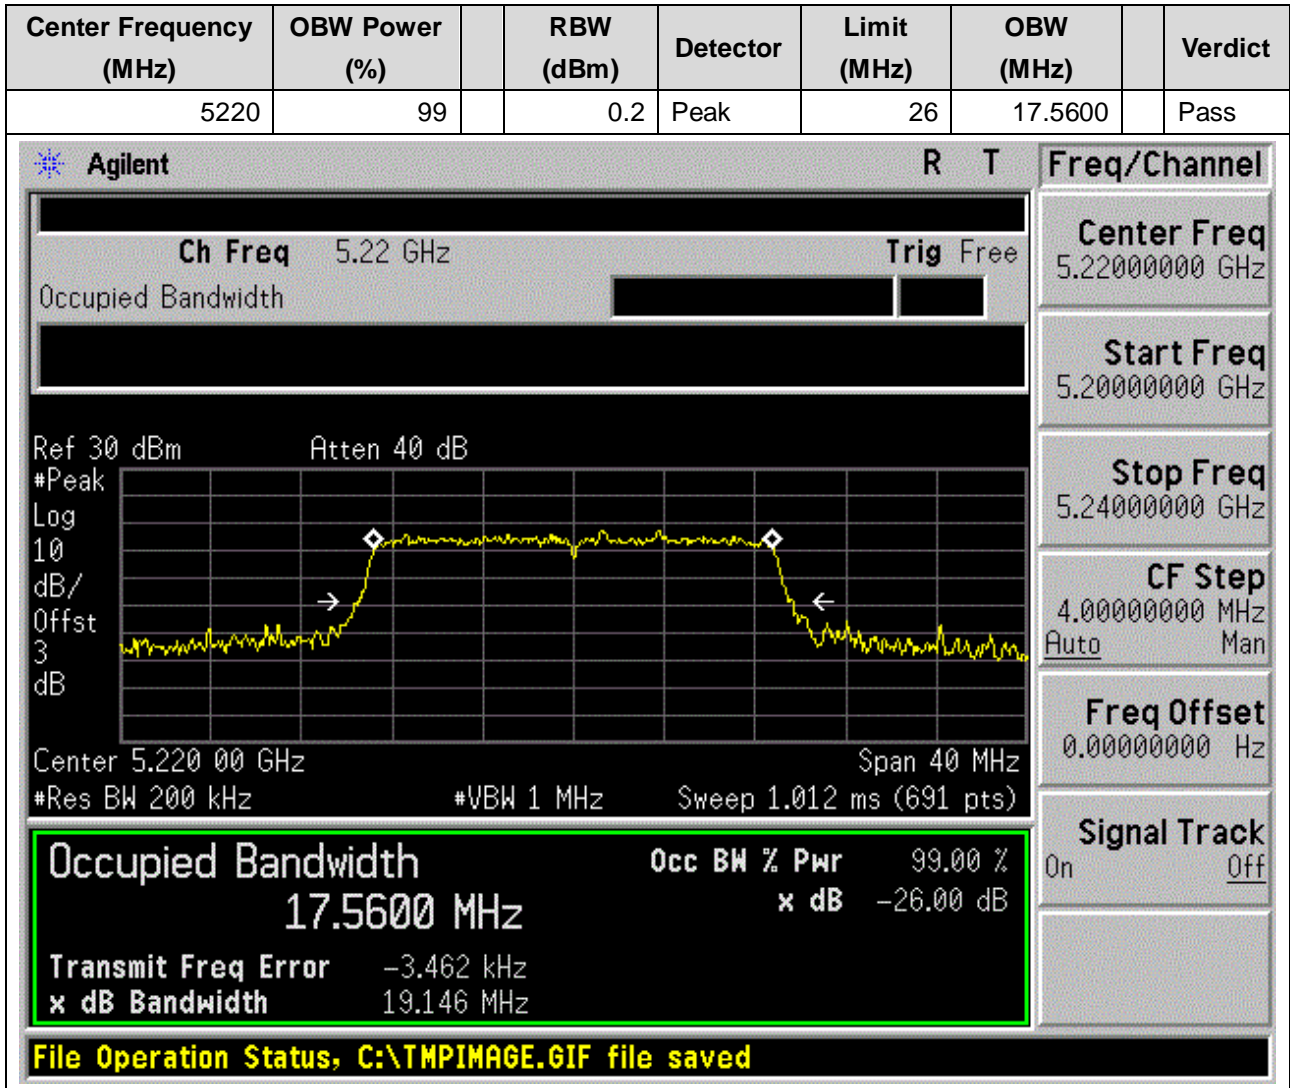 Center Frequency (MHz) OBW Power (%) RBW (dBm) Detector Limit (MHz) OBW (MHz) Verdict
5220 99 0.2 Peak 26 17.5600 Pass
Agilent R T
Ch Freq 5.22 GHz Trig Free
Occupied Bandwidth
Ref 30 dBm Atten 40 dB
#Peak
Log
10
dB/
Offst
3
dB
Center 5.220 00 GHz Span 40 MHz
#Res BW 200 kHz #VBW 1 MHz Sweep 1.012 ms (691 pts)
Occupied Bandwidth
17.5600 MHz
Occ BW % Pwr 99.00 %
x dB -26.00 dB
Transmit Freq Error -3.462 kHz
x dB Bandwidth 19.146 MHz
File Operation Status, C:\TMPIMAGE.GIF file saved
Freq/Channel
Center Freq
5.22000000 GHz
Start Freq
5.20000000 GHz
Stop Freq
5.24000000 GHz
CF Step
4.00000000 MHz
Auto Man
Freq Offset
0.00000000 Hz
Signal Track
On Off